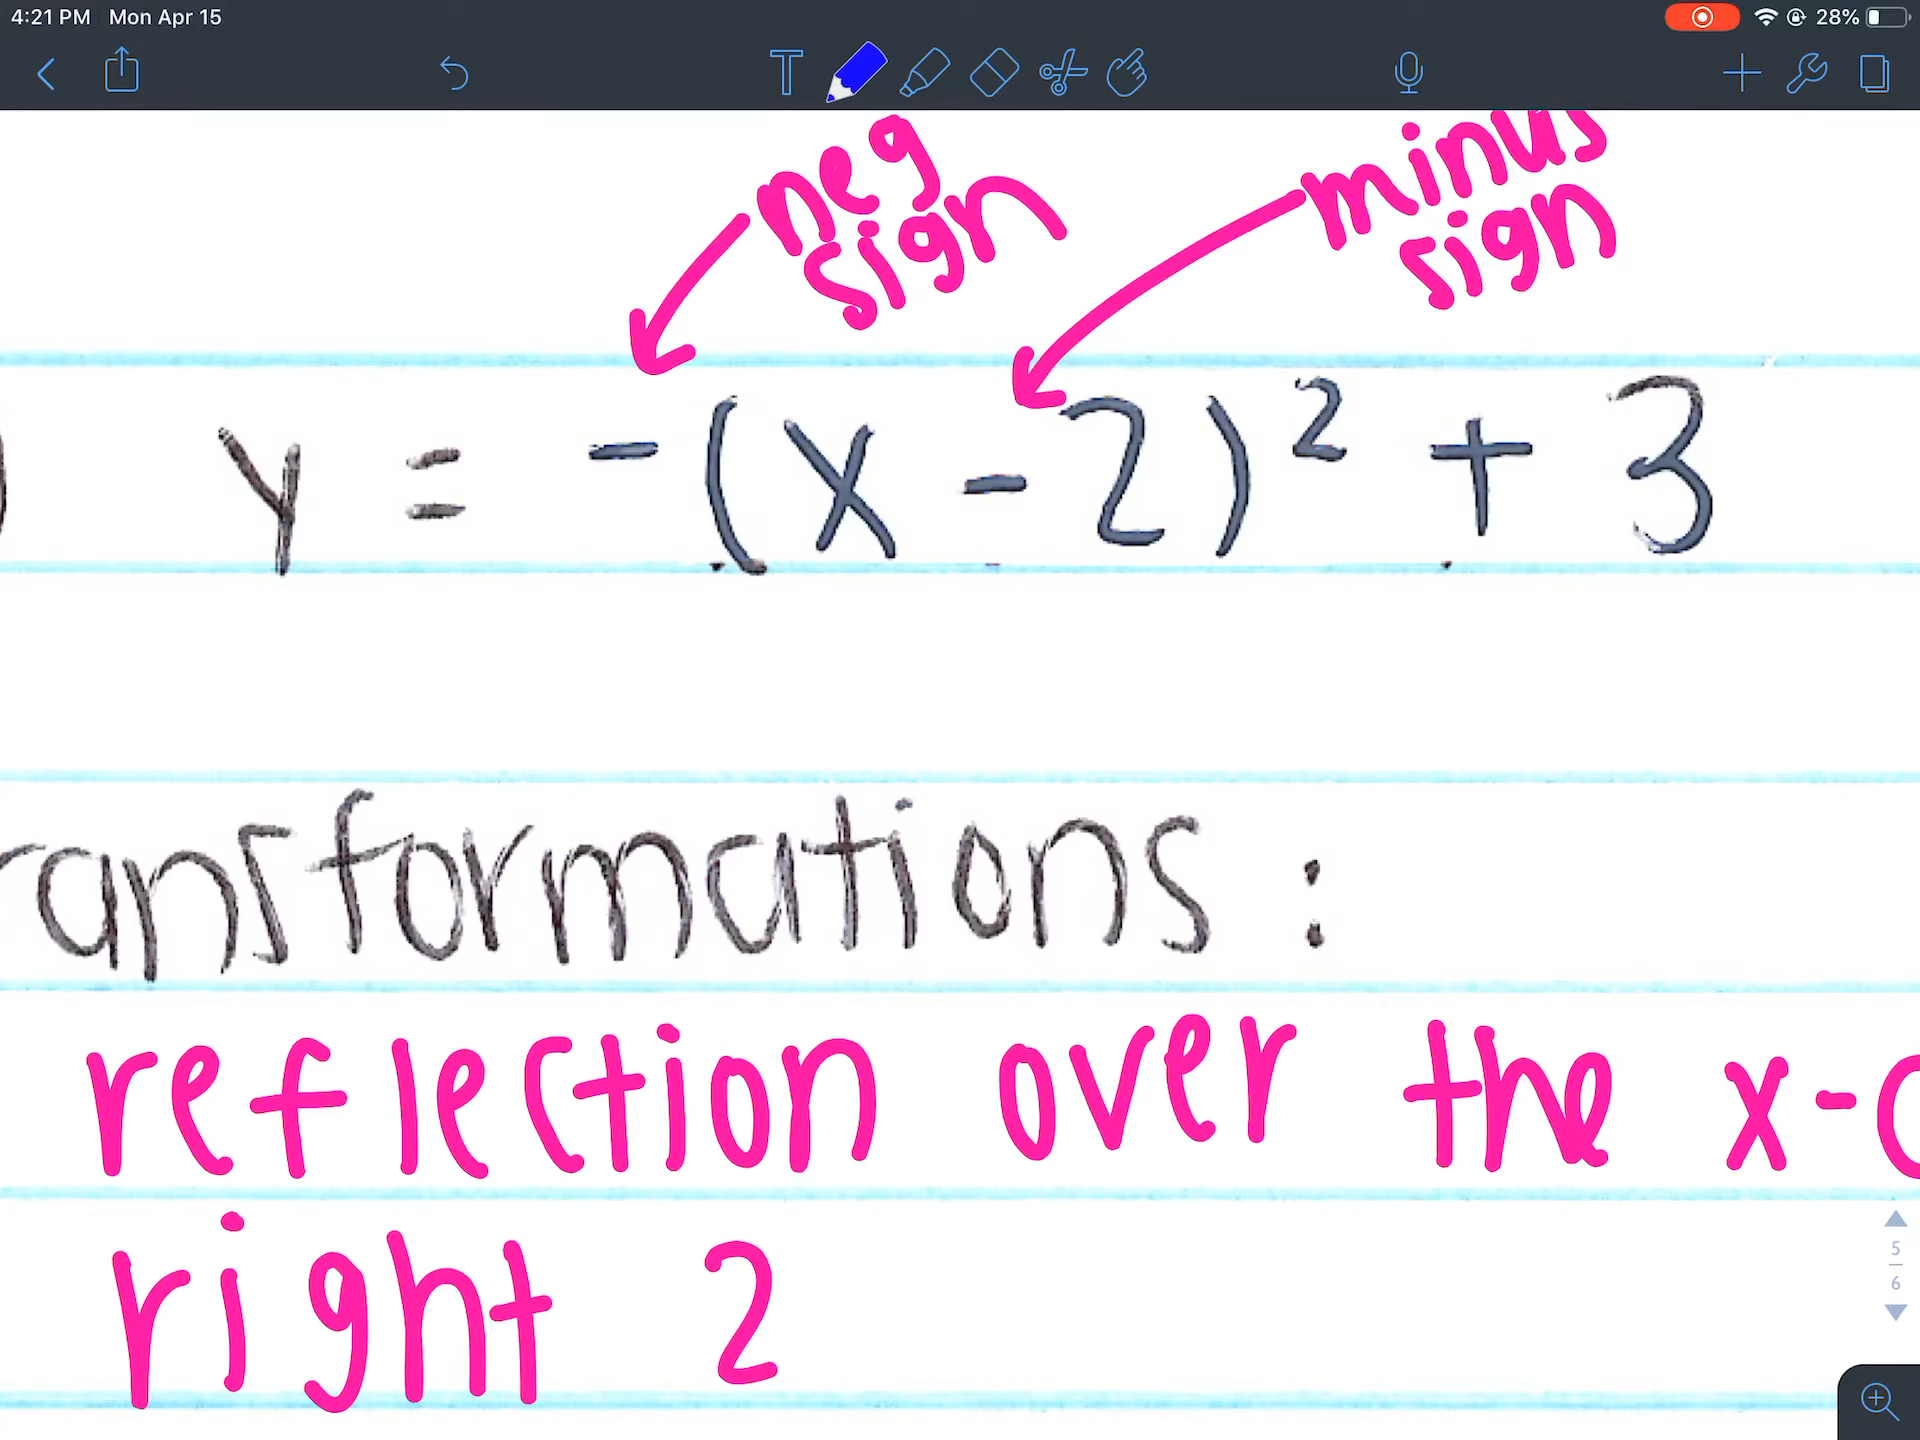 4:21 PM Mon Apr 15
28%
T
neg
sign
minus
sign
) y = -(x - 2)² + 3
ransformations :
reflection over the x-
right 2
5
6